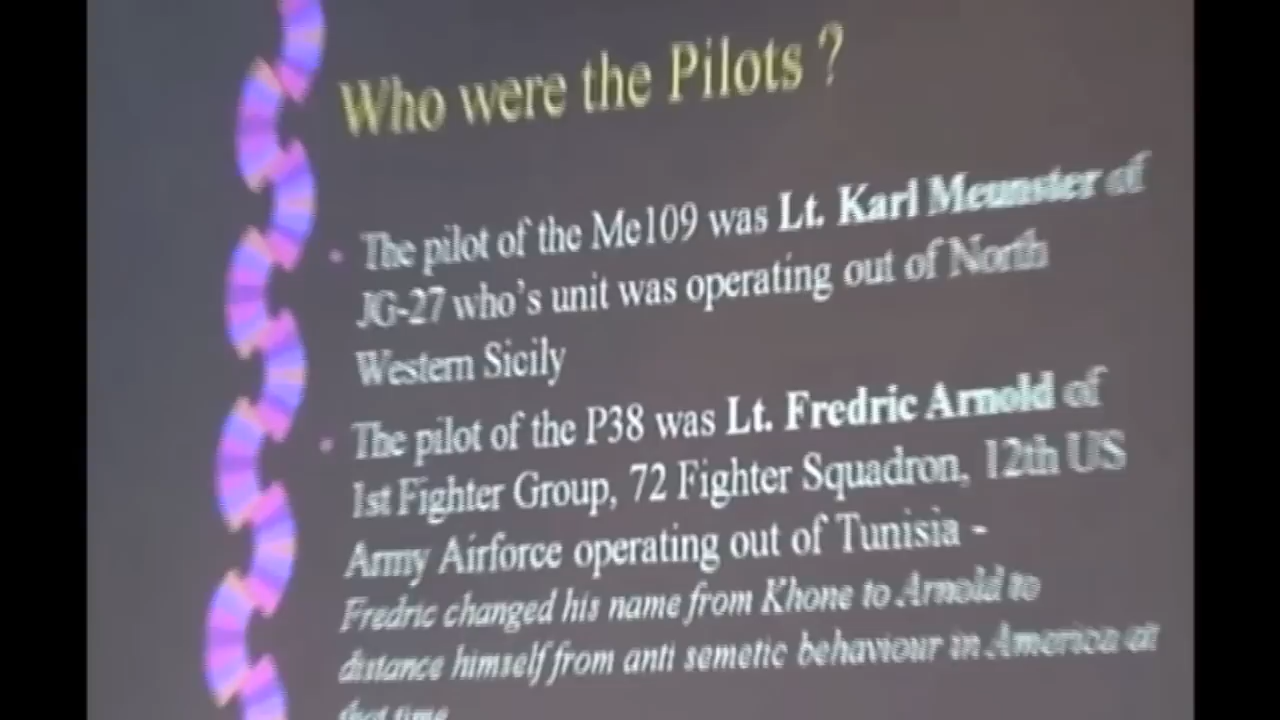 Who were the Pilots ?
The pilot of the Me109 was Lt. Karl Meunster of
JG-27 who's unit was operating out of North
Western Sicily
The pilot of the P38 was Lt. Fredric Arnold of
1st Fighter Group, 72 Fighter Squadron, 12th US
Army Airforce operating out of Tunisia -
Fredric changed his name from Khone to Arnold to
distance himself from anti semetic behaviour in America at
that time